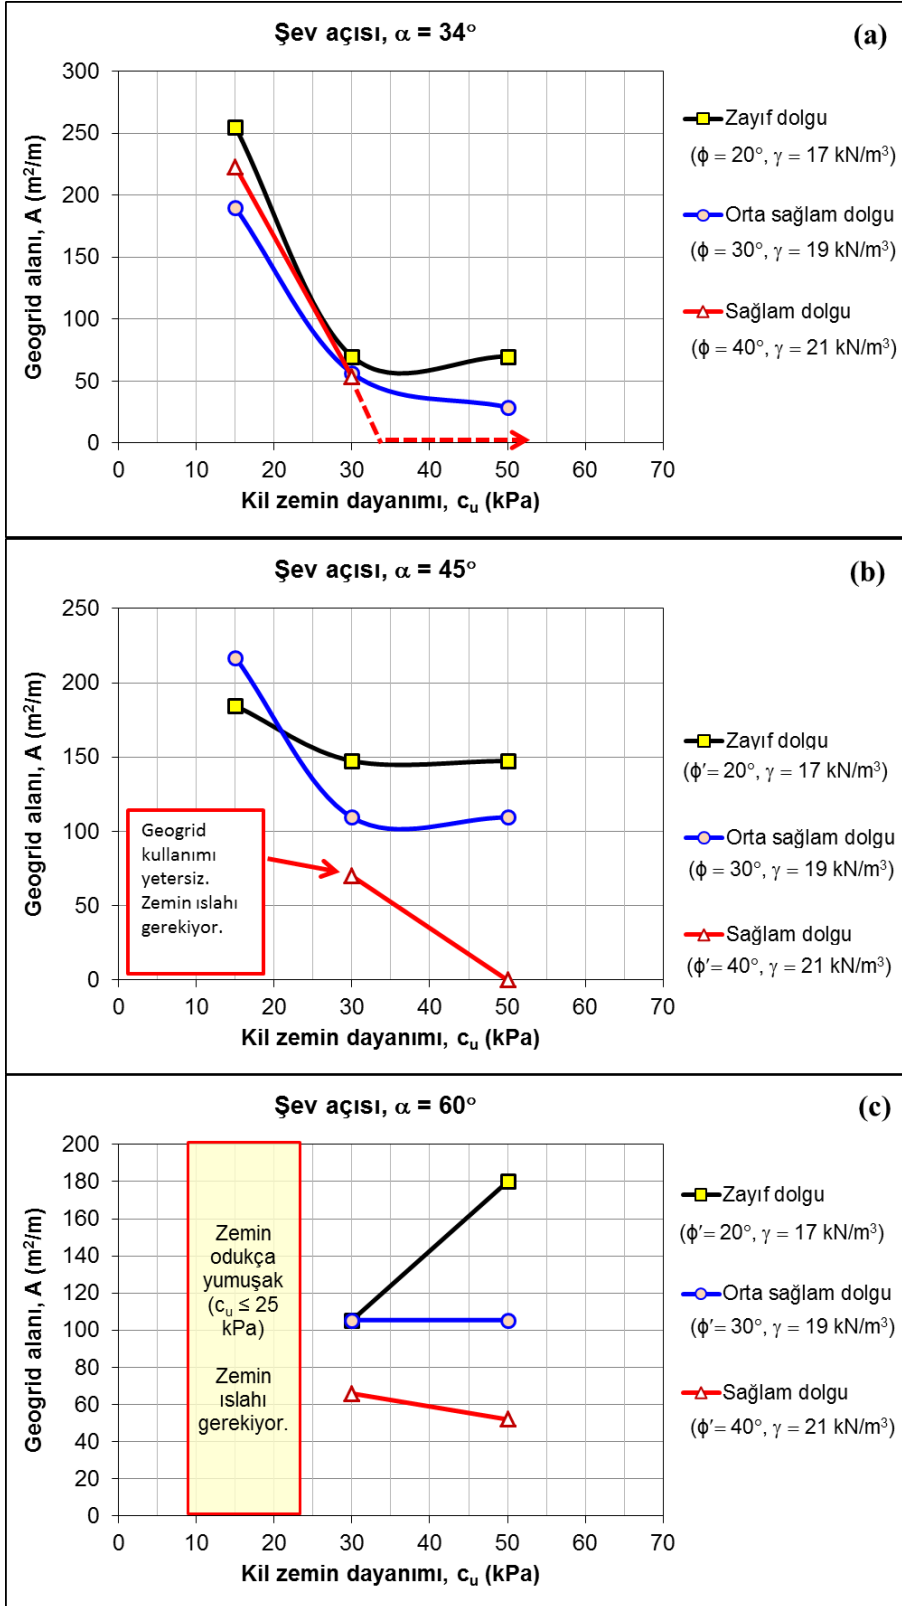 Şev açısı, α = 34°
(a)
Geogrid alanı, A (m²/m)
300
250
200
150
100
50
0
0 10 20 30 40 50 60 70
Kil zemin dayanımı, cᵤ (kPa)
Zayıf dolgu
(ϕ = 20°, γ = 17 kN/m³)
Orta sağlam dolgu
(ϕ = 30°, γ = 19 kN/m³)
Sağlam dolgu
(ϕ = 40°, γ = 21 kN/m³)
Şev açısı, α = 45°
(b)
Geogrid alanı, A (m²/m)
250
200
150
100
50
0
0 10 20 30 40 50 60 70
Kil zemin dayanımı, cᵤ (kPa)
Geogrid
kullanımı
yetersiz.
Zemin ıslahı
gerekiyor.
Zayıf dolgu
(ϕ′= 20°, γ = 17 kN/m³)
Orta sağlam dolgu
(ϕ = 30°, γ = 19 kN/m³)
Sağlam dolgu
(ϕ′= 40°, γ = 21 kN/m³)
Şev açısı, α = 60°
(c)
Geogrid alanı, A (m²/m)
200
180
160
140
120
100
80
60
40
20
0
0 10 20 30 40 50 60 70
Kil zemin dayanımı, cᵤ (kPa)
Zemin
odukça
yumuşak
(cᵤ ≤ 25
kPa)
Zemin
ıslahı
gerekiyor.
Zayıf dolgu
(ϕ′= 20°, γ = 17 kN/m³)
Orta sağlam dolgu
(ϕ′= 30°, γ = 19 kN/m³)
Sağlam dolgu
(ϕ′= 40°, γ = 21 kN/m³)